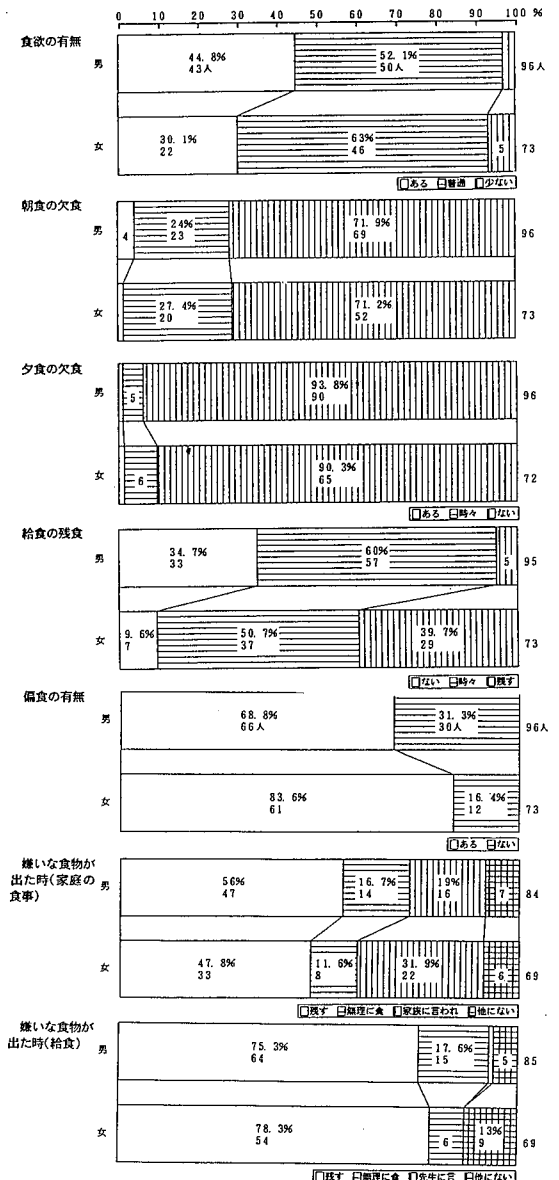 0 10 30 50 70 90 100 %
食欲の有無
男
44.8%
43人
52.1%
50人
96人
女
30.1%
22
63%
46
5
73
ある 普通 少ない
朝食の欠食
男
4
24%
23
71.9%
69
96
女
27.4%
20
71.2%
52
73
夕食の欠食
男
5
93.8%
90
96
女
6
90.3%
65
72
ある 時々 ない
給食の残食
男
34.7%
33
60%
57
5
95
女
9.6%
7
50.7%
37
39.7%
29
73
ない 時々 残す
偏食の有無
男
68.8%
66人
31.3%
30人
96人
女
83.6%
61
16.4%
12
73
ある ない
嫌いな食物が
出た時(家庭の
食事)
男
56%
47
16.7%
14
19%
16
7
84
女
47.8%
33
11.6%
8
31.9%
22
6
69
残す 無理に食 家族に言われ 他にない
嫌いな食物が
出た時(給食)
男
75.3%
64
17.6%
15
5
85
女
78.3%
54
6
13%
9
69
残す 無理に食 先生に言 他にない